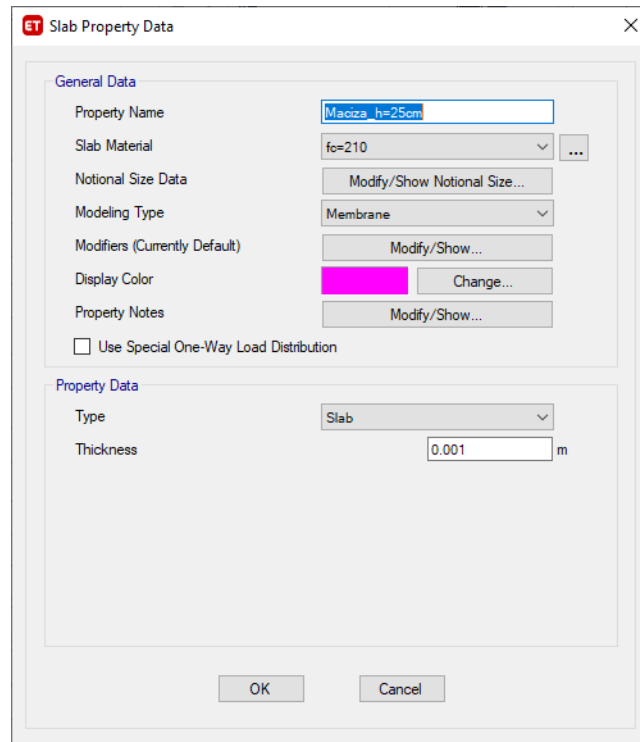 ET Slab Property Data
General Data
Property Name Maciza_h=25cm
Slab Material fc=210 ...
Notional Size Data Modify/Show Notional Size...
Modeling Type Membrane
Modifiers (Currently Default) Modify/Show...
Display Color Change...
Property Notes Modify/Show...
Use Special One-Way Load Distribution
Property Data
Type Slab
Thickness 0.001 m
OK Cancel